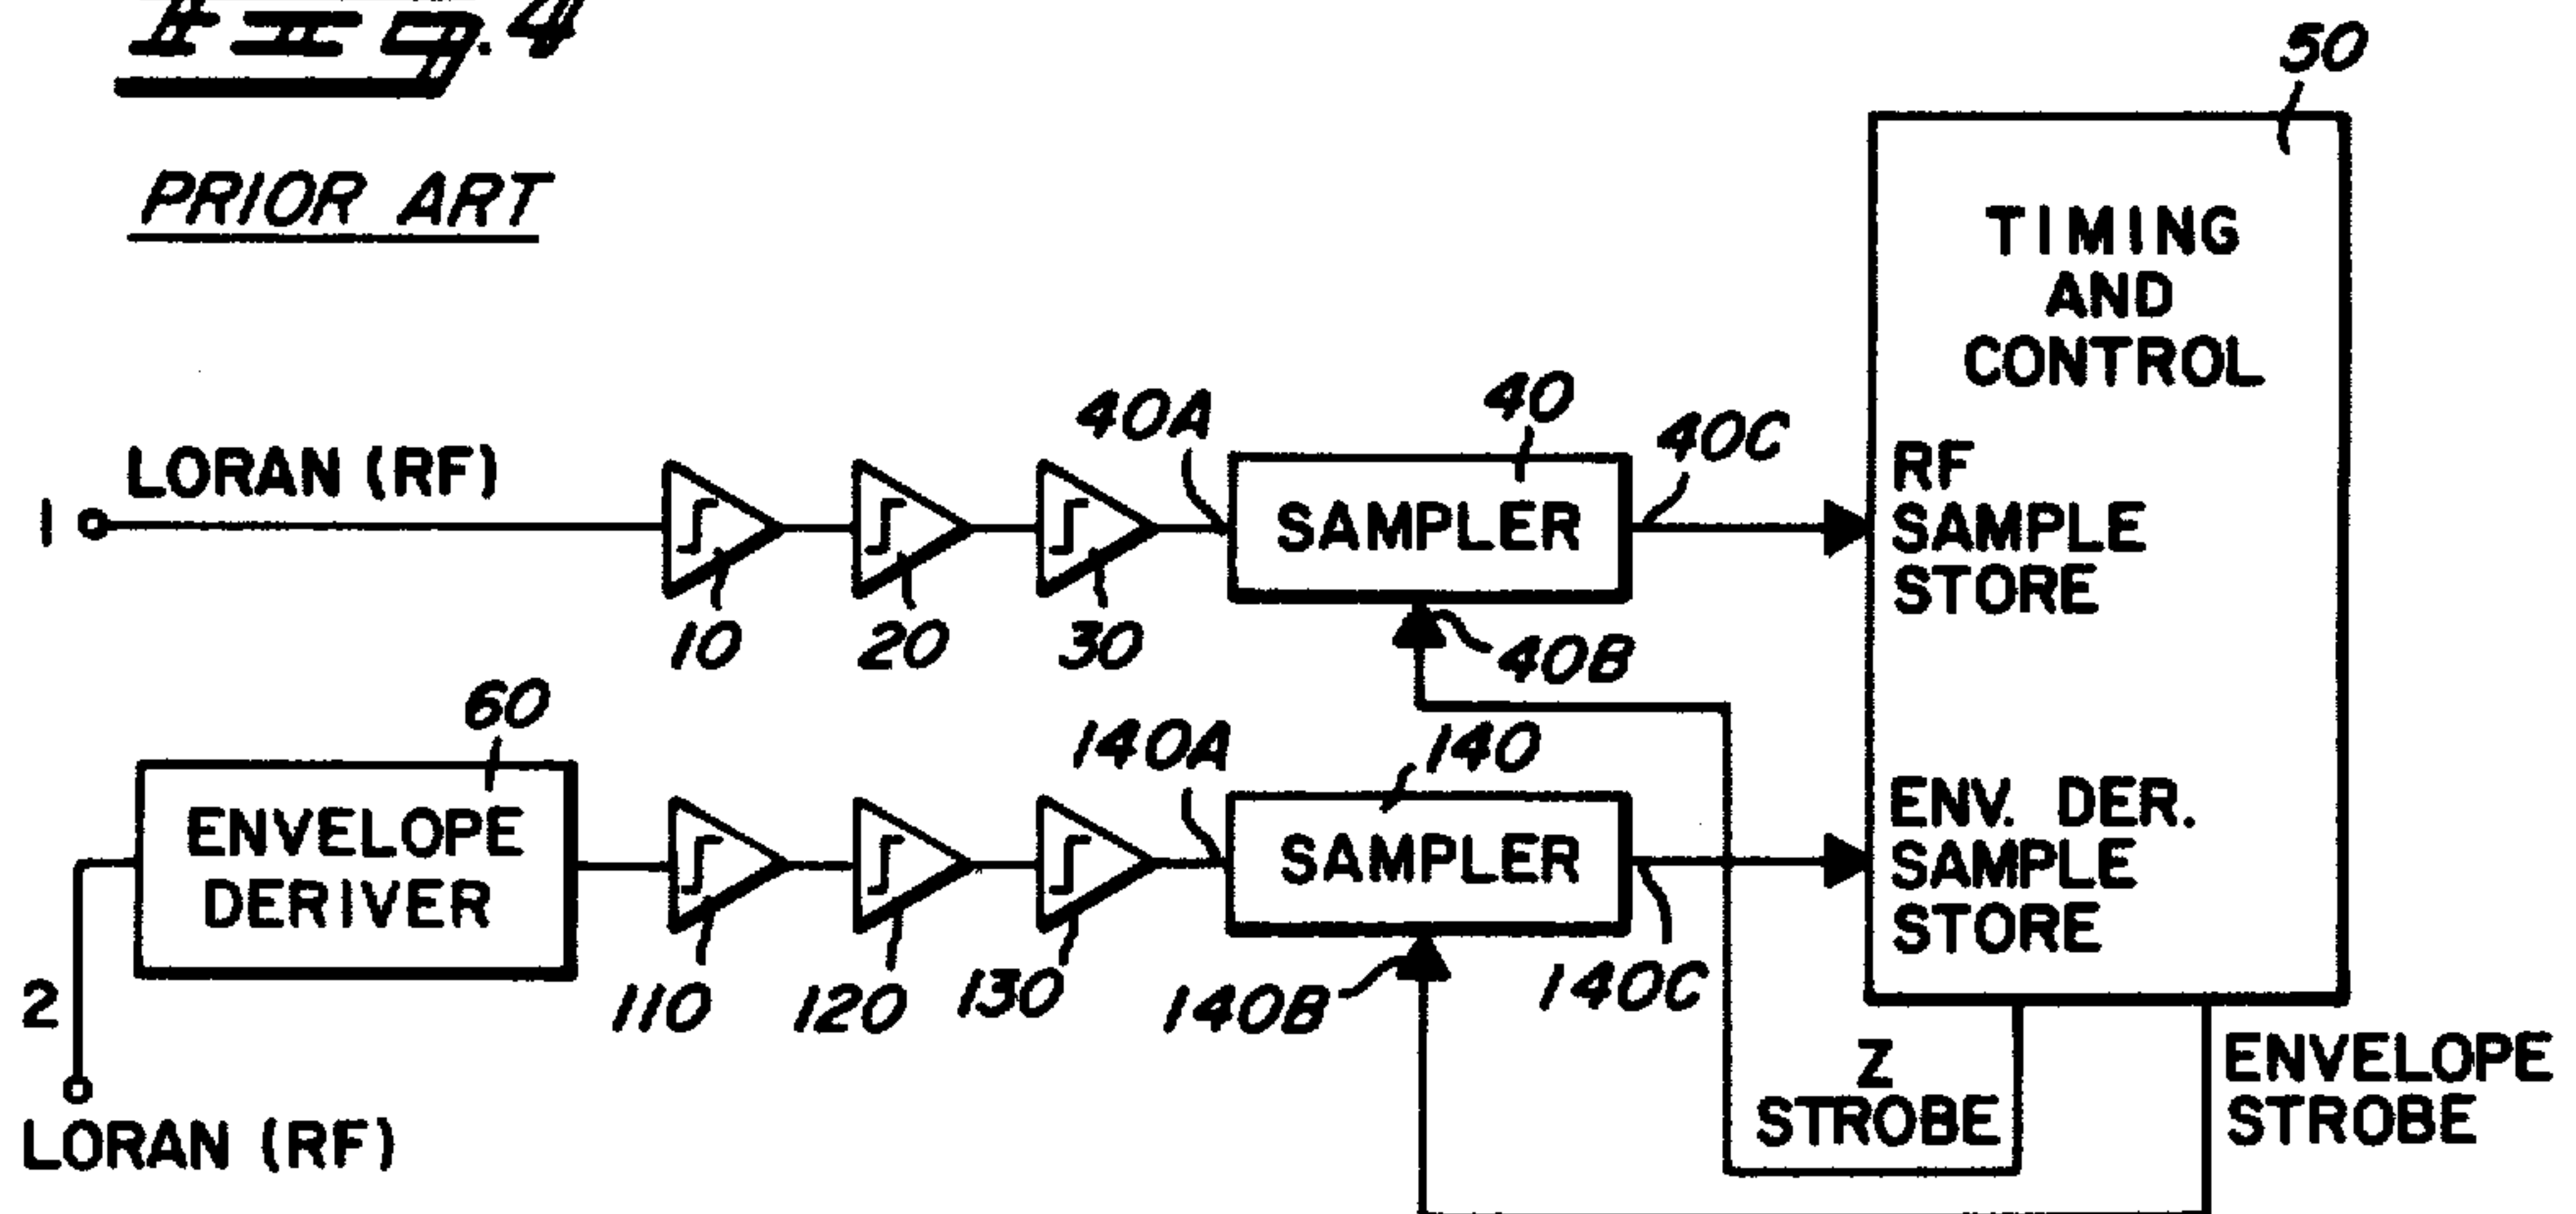 Fig. 4
PRIOR ART
50
TIMING
AND
CONTROL
1
LORAN (RF)
10
20
30
40A
40
SAMPLER
40C
40B
RF
SAMPLE
STORE
60
ENVELOPE
DERIVER
2
LORAN (RF)
110
120
130
140A
140
SAMPLER
140B
140C
ENV. DER.
SAMPLE
STORE
Z
STROBE
ENVELOPE
STROBE